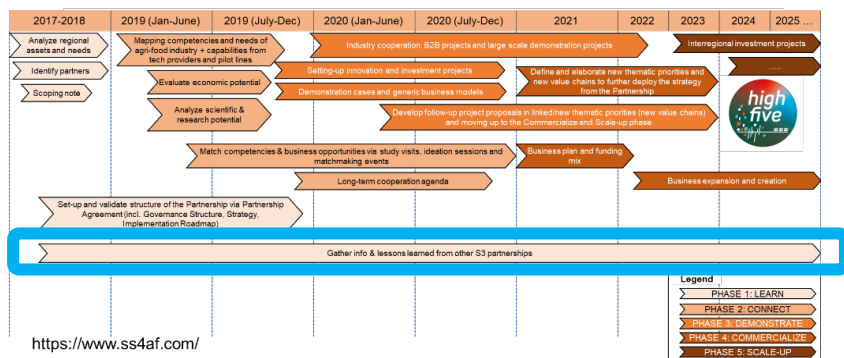 2017-2018
2019 (Jan-June)
2019 (July-Dec)
2020 (Jan-June)
2020 (July-Dec)
2021
2022
2023
2024
2025 ...
Analyze regional
assets and needs
Mapping competencies and needs of
agri-food industry + capabilities from
tech providers and pilot lines
Industry cooperation: B2B projects and large scale demonstration projects
Interregional investment projects
Identify partners
Evaluate economic potential
Setting-up innovation and investment projects
Define and elaborate new thematic priorities and
new value chains to further deploy the strategy
from the Partnership
.....
Scoping note
Demonstration cases and generic business models
Analyze scientific &
research potential
Develop follow-up project proposals in linked/new thematic priorities (new value chains)
and moving up to the Commercialize and Scale-up phase
high
five
Match competencies & business opportunities via study visits, ideation sessions and
matchmaking events
Business plan and funding
mix
Long-term cooperation agenda
Business expansion and creation
Set-up and validate structure of the Partnership via Partnership
Agreement (incl. Governance Structure, Strategy,
Implementation Roadmap)
Gather info & lessons learned from other S3 partnerships
Legend
PHASE 1: LEARN
PHASE 2: CONNECT
PHASE 3: DEMONSTRATE
PHASE 4: COMMERCIALIZE
PHASE 5: SCALE-UP
https://www.ss4af.com/